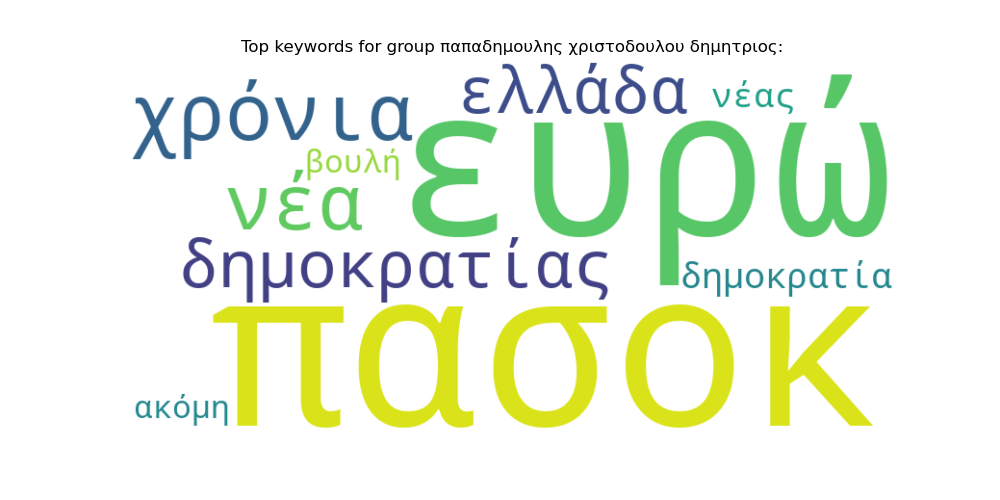 Top keywords for group παπαδημουλης χριστοδουλου δημητριος:
χρόνια
ελλάδα
νέας
ευρώ
βουλή
νέα
δημοκρατίας
δημοκρατία
πασοκ
ακόμη